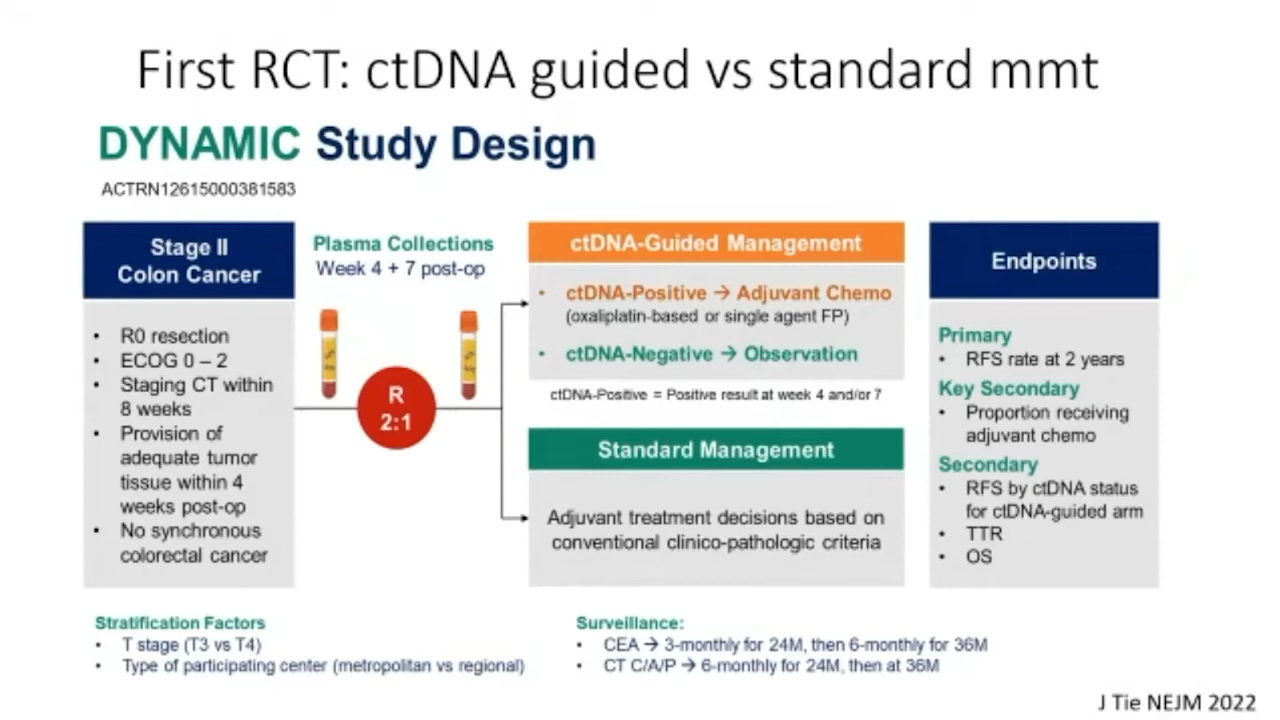 First RCT: ctDNA guided vs standard mmt
DYNAMIC Study Design
ACTRN12615000381583
Stage II
Colon Cancer
• R0 resection
• ECOG 0 – 2
• Staging CT within
8 weeks
• Provision of
adequate tumor
tissue within 4
weeks post-op
• No synchronous
colorectal cancer
Plasma Collections
Week 4 + 7 post-op
R
2:1
ctDNA-Guided Management
• ctDNA-Positive → Adjuvant Chemo
(oxaliplatin-based or single agent FP)
• ctDNA-Negative → Observation
ctDNA-Positive = Positive result at week 4 and/or 7
Standard Management
Adjuvant treatment decisions based on
conventional clinico-pathologic criteria
Endpoints
Primary
• RFS rate at 2 years
Key Secondary
• Proportion receiving
adjuvant chemo
Secondary
• RFS by ctDNA status
for ctDNA-guided arm
• TTR
• OS
Stratification Factors
• T stage (T3 vs T4)
• Type of participating center (metropolitan vs regional)
Surveillance:
• CEA → 3-monthly for 24M, then 6-monthly for 36M
• CT C/A/P → 6-monthly for 24M, then at 36M
J Tie NEJM 2022